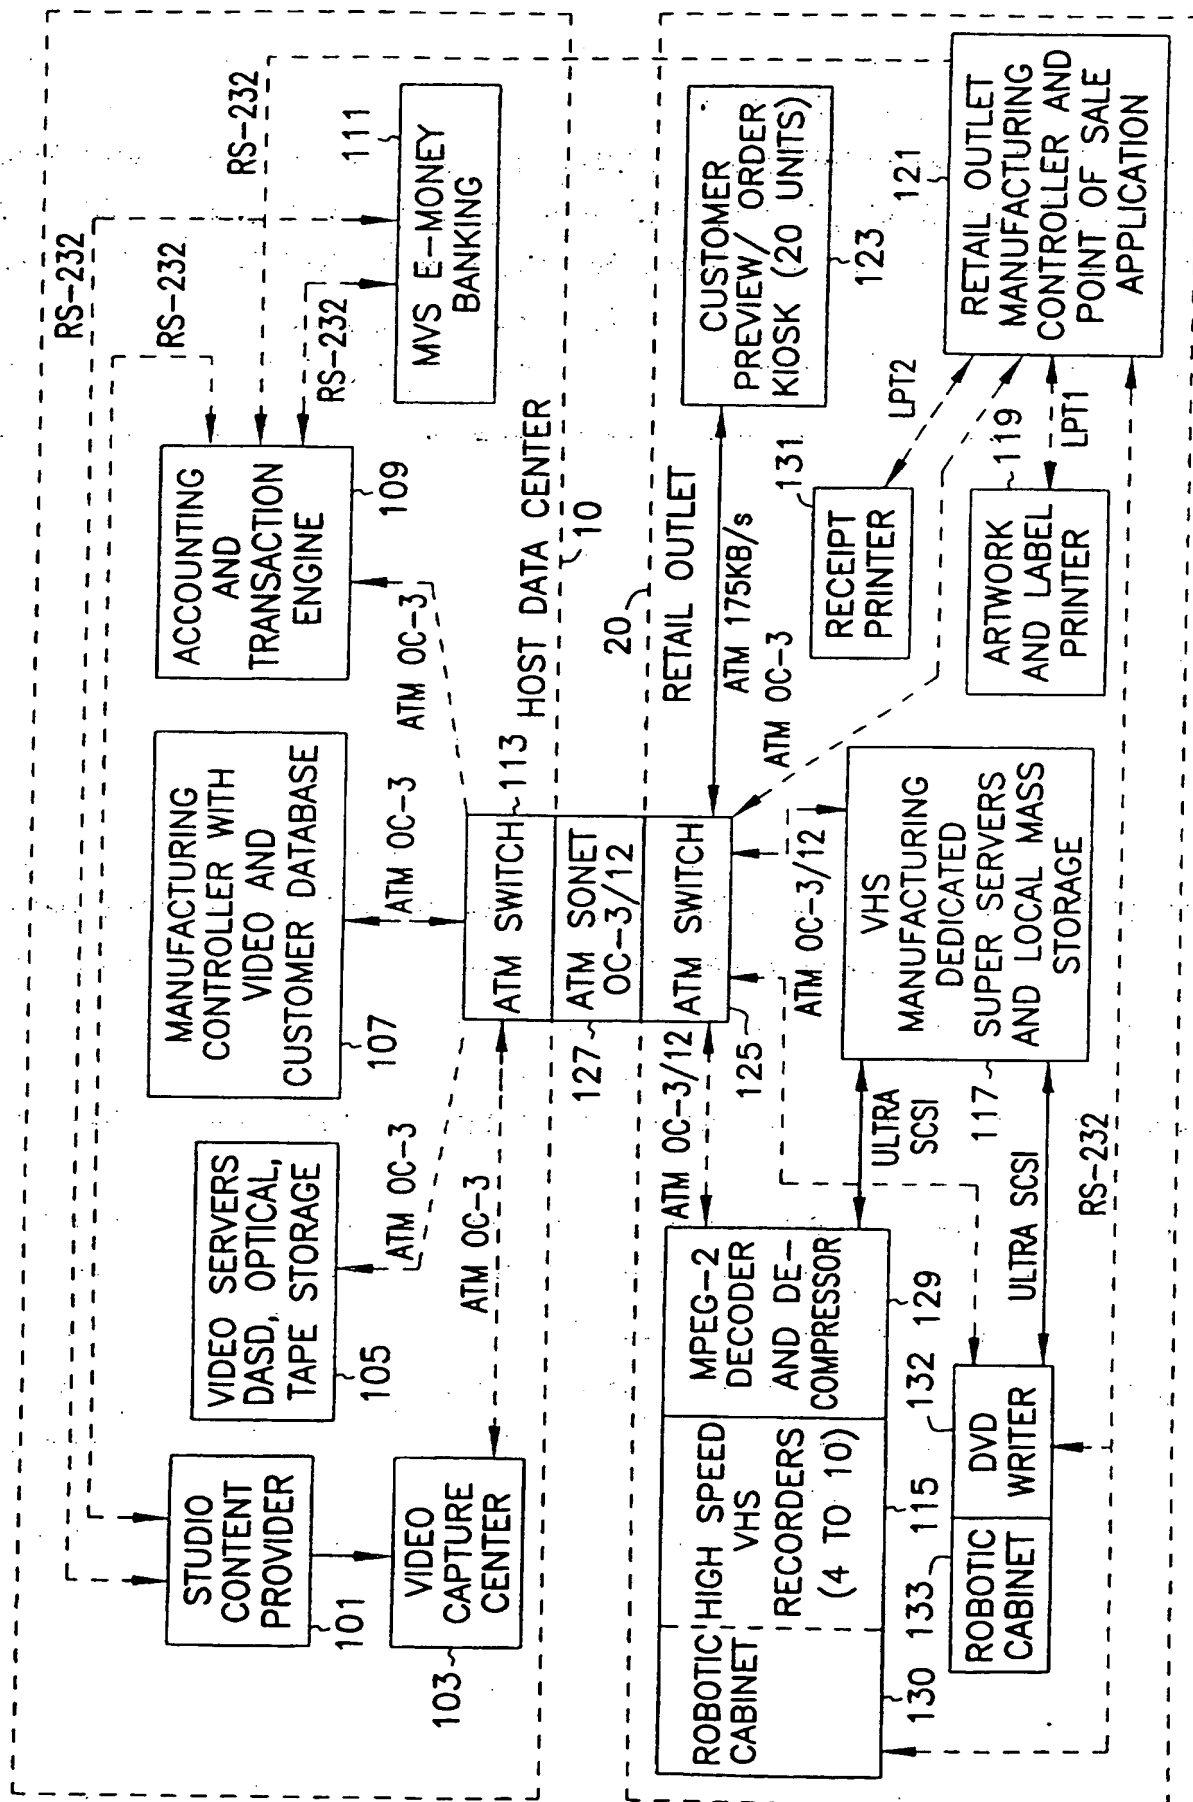 RS-232
RS-232
RS-232
RS-232
STUDIO
CONTENT
PROVIDER
101
VIDEO
CAPTURE
CENTER
103
VIDEO SERVERS
DASD, OPTICAL,
TAPE STORAGE
105
MANUFACTURING
CONTROLLER WITH
VIDEO AND
CUSTOMER DATABASE
107
ACCOUNTING
AND
TRANSACTION
ENGINE
109
MVS E-MONEY
BANKING
111
ATM OC-3
ATM OC-3
ATM OC-3
ATM OC-3
ATM SWITCH
113
HOST DATA CENTER
10
ATM SONET
OC-3/12
127
ATM SWITCH
125
20
RETAIL OUTLET
ATM OC-3/12
ATM OC-3/12
ATM 175KB/s
ATM OC-3
CUSTOMER
PREVIEW/ ORDER
KIOSK (20 UNITS)
123
ROBOTIC
CABINET
130
HIGH SPEED
VHS
RECORDERS
(4 TO 10)
115
MPEG-2
DECODER
AND DE-
COMPRESSOR
129
ULTRA
SCSI
VHS
MANUFACTURING
DEDICATED
SUPER SERVERS
AND LOCAL MASS
STORAGE
117
RECEIPT
PRINTER
131
LPT2
ARTWORK
AND LABEL
PRINTER
119
LPT1
RETAIL OUTLET
MANUFACTURING
CONTROLLER AND
POINT OF SALE
APPLICATION
121
ROBOTIC
CABINET
133
DVD
WRITER
132
ULTRA SCSI
RS-232